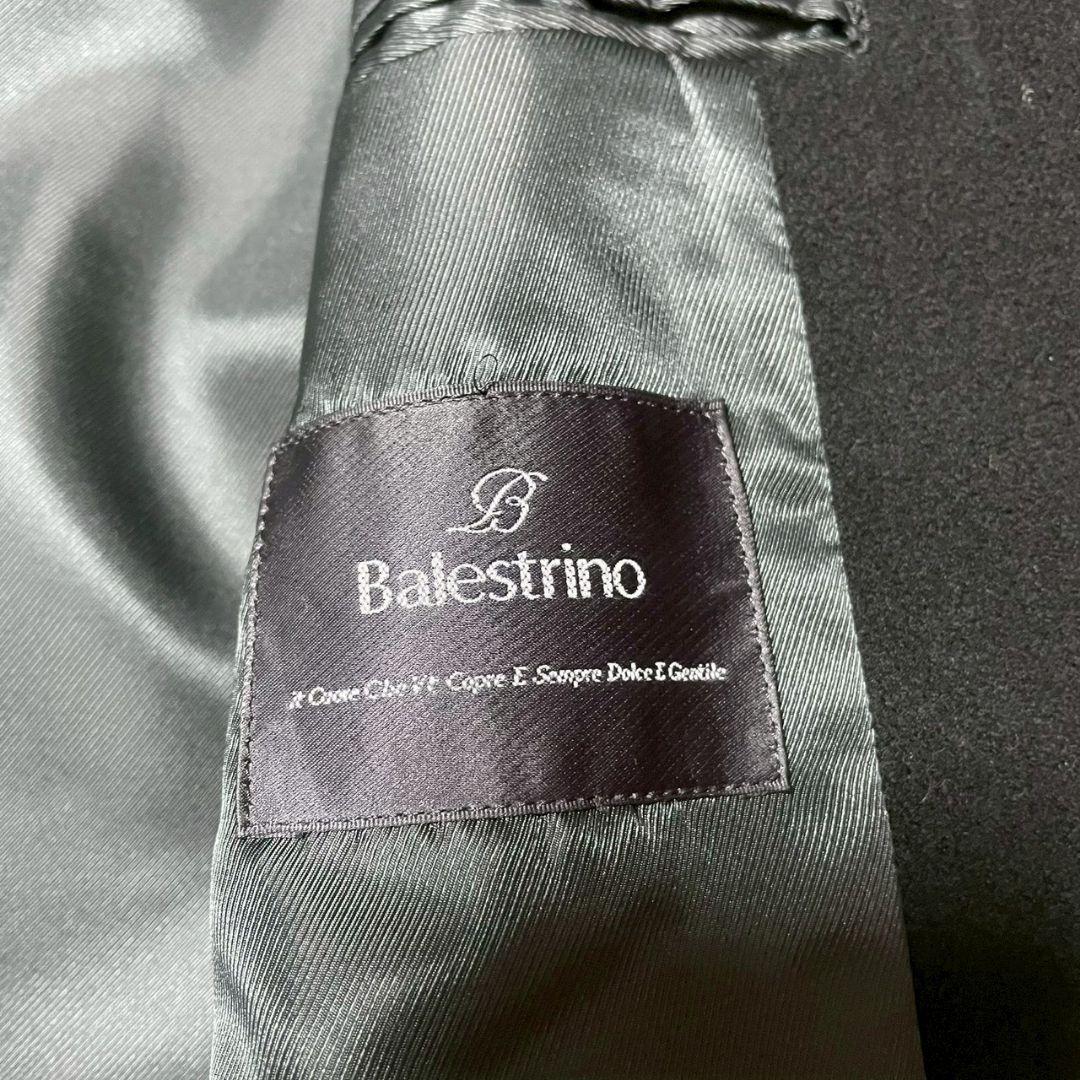 B
Balestrino
Il Cuore Che Vi Copre E Sempre Dolce E Gentile